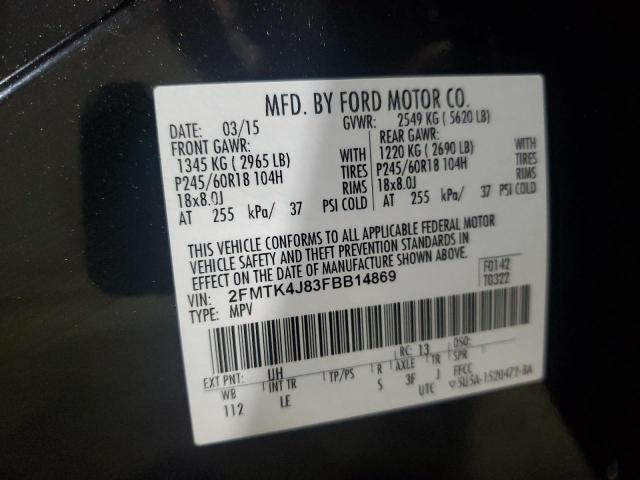 MFD. BY FORD MOTOR CO.
DATE: 03/15 GVWR: 2549 KG ( 5620 LB)
FRONT GAWR: REAR GAWR:
1345 KG ( 2965 LB) WITH 1220 KG ( 2690 LB) WITH
P245/60R18 104H TIRES P245/60R18 104H TIRES
18x8.0J RIMS 18x8.0J RIMS
AT 255 kPa/ 37 PSI COLD AT 255 kPa/ 37 PSI COLD
THIS VEHICLE CONFORMS TO ALL APPLICABLE FEDERAL MOTOR
VEHICLE SAFETY AND THEFT PREVENTION STANDARDS IN
EFFECT ON THE DATE OF MANUFACTURE SHOWN ABOVE.
VIN: 2FMTK4J83FBB14869 F0142
TYPE: MPV T0322
EXT PNT: UH RC: 13 DSO:
WB INT TR TP/PS R AXLE TR SPR
112 LE S 3F J FFCC
UTC ▽5U5A-1520472-BA